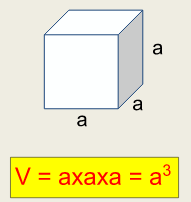 a
a
a
V = axaxa = a³